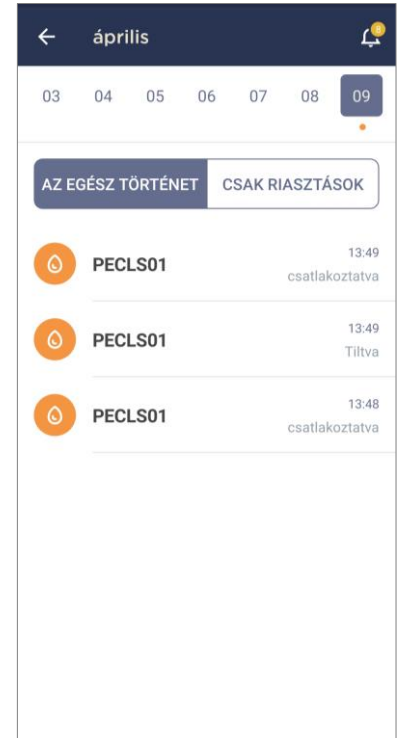 április
8
03 04 05 06 07 08 09
AZ EGÉSZ TÖRTÉNET CSAK RIASZTÁSOK
13:49
PECLS01
csatlakoztatva
13:49
PECLS01
Tiltva
13:48
PECLS01
csatlakoztatva